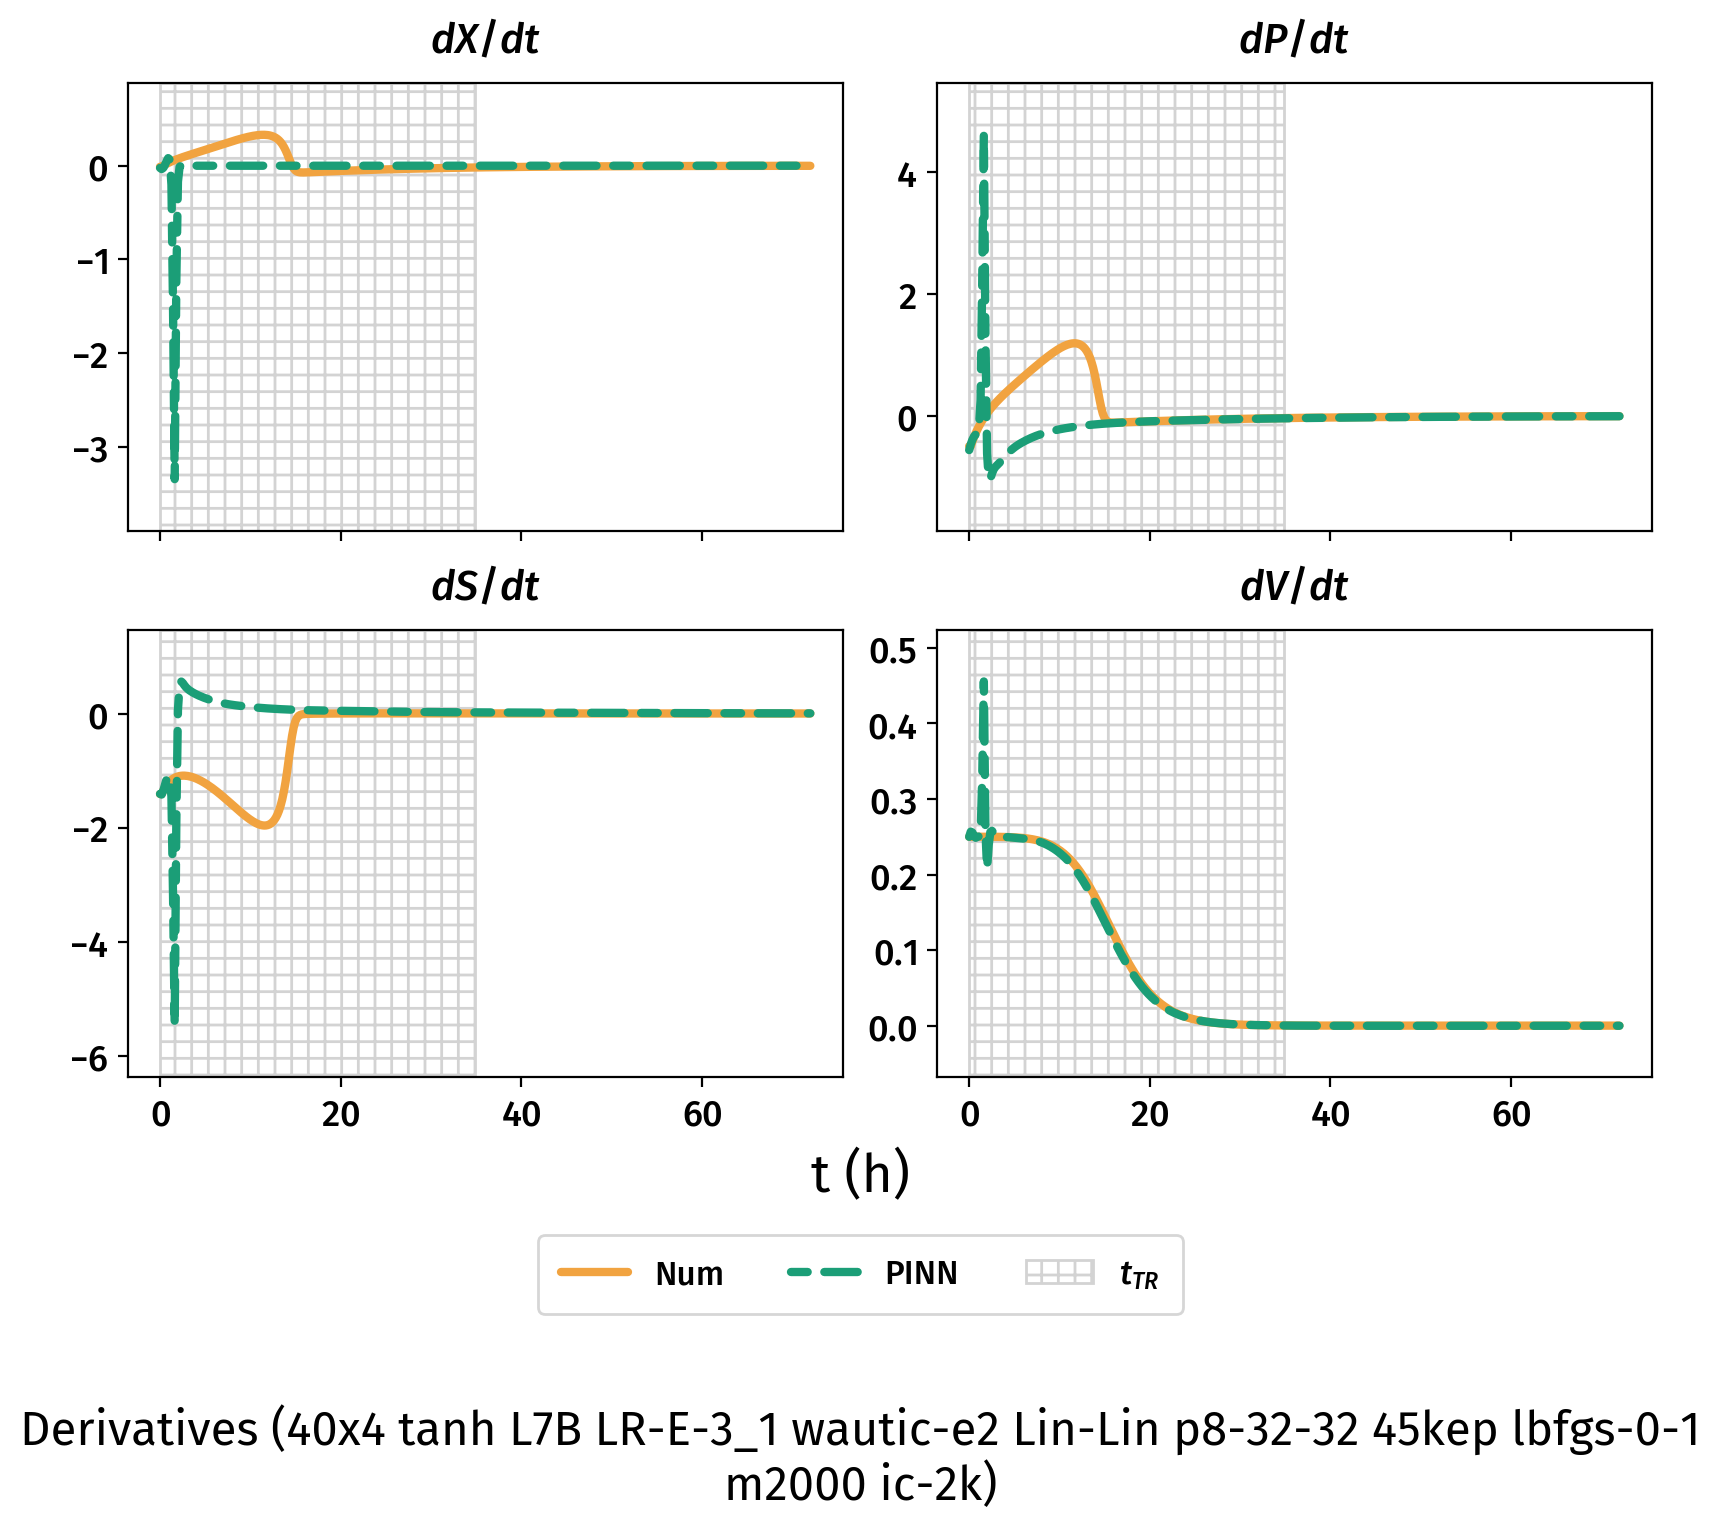 dX/dt
dP/dt
0
−1
−2
−3
4
2
0
dS/dt
dV/dt
0
−2
−4
−6
0.5
0.4
0.3
0.2
0.1
0.0
0 20 40 60
0 20 40 60
t (h)
Num PINN t_TR
Derivatives (40x4 tanh L7B LR-E-3_1 wautic-e2 Lin-Lin p8-32-32 45kep lbfgs-0-1
m2000 ic-2k)